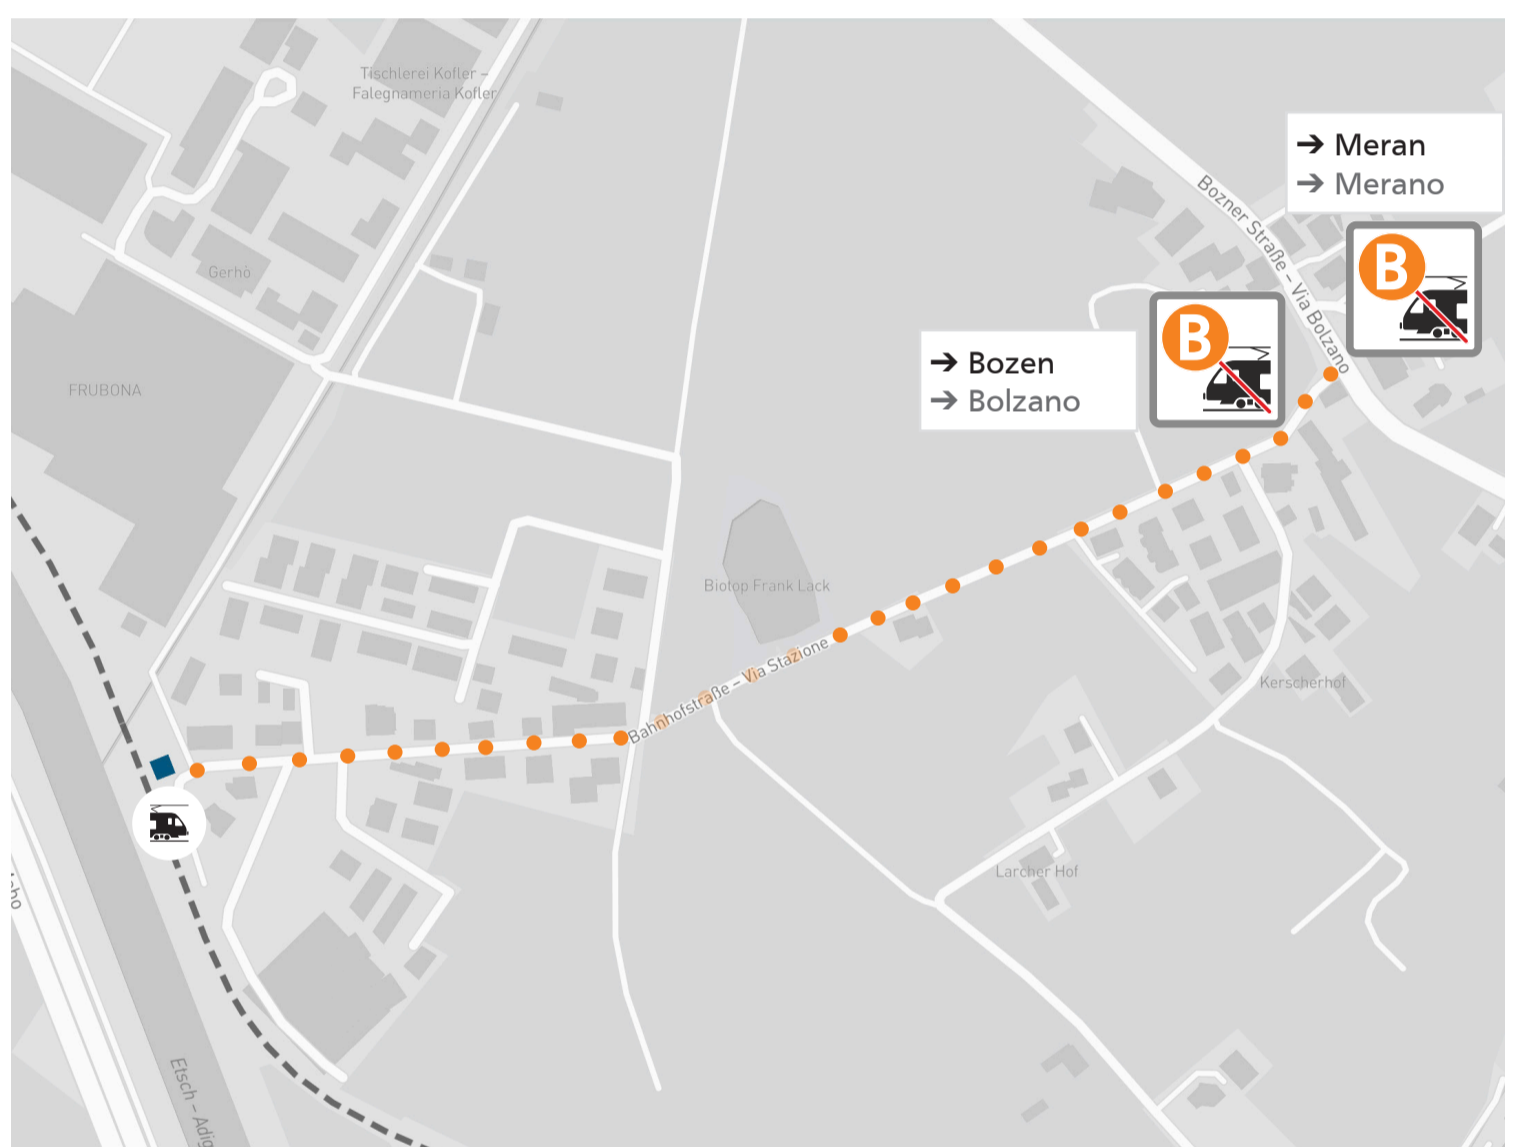 Tischlerei Kofler –
Falegnameria Kofler
➔ Meran
➔ Merano
Bozner Straße – Via Bolzano
B
Gerhò
B
➔ Bozen
➔ Bolzano
FRUBONA
Biotop Frank Lack
Bahnhofstraße – Via Stazione
Kerscherhof
Larcher Hof
Etsch – Adig